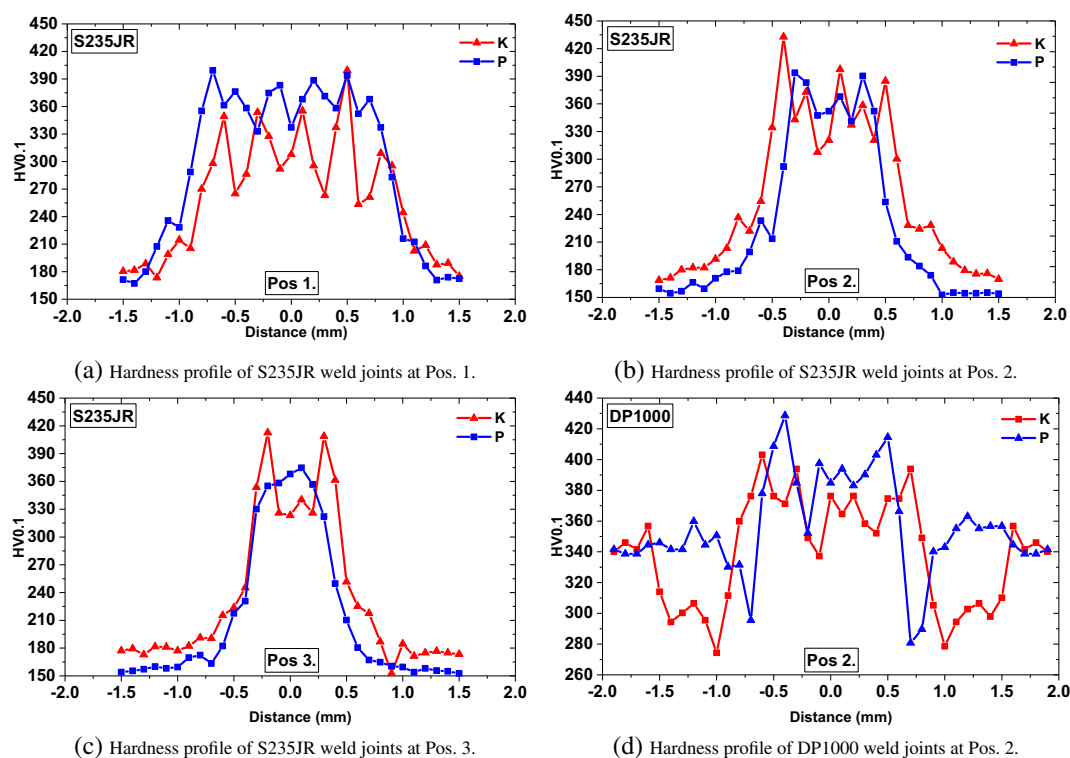 S235JR
K
P
HV0.1
450
420
390
360
330
300
270
240
210
180
150
Pos 1.
-2.0 -1.5 -1.0 -0.5 0.0 0.5 1.0 1.5 2.0
Distance (mm)
(a) Hardness profile of S235JR weld joints at Pos. 1.
S235JR
K
P
HV0.1
450
420
390
360
330
300
270
240
210
180
150
Pos 2.
-2.0 -1.5 -1.0 -0.5 0.0 0.5 1.0 1.5 2.0
Distance (mm)
(b) Hardness profile of S235JR weld joints at Pos. 2.
S235JR
K
P
HV0.1
450
420
390
360
330
300
270
240
210
180
150
Pos 3.
-2.0 -1.5 -1.0 -0.5 0.0 0.5 1.0 1.5 2.0
Distance (mm)
(c) Hardness profile of S235JR weld joints at Pos. 3.
DP1000
K
P
HV0.1
440
420
400
380
360
340
320
300
280
260
Pos 2.
-2.0 -1.5 -1.0 -0.5 0.0 0.5 1.0 1.5 2.0
Distance (mm)
(d) Hardness profile of DP1000 weld joints at Pos. 2.